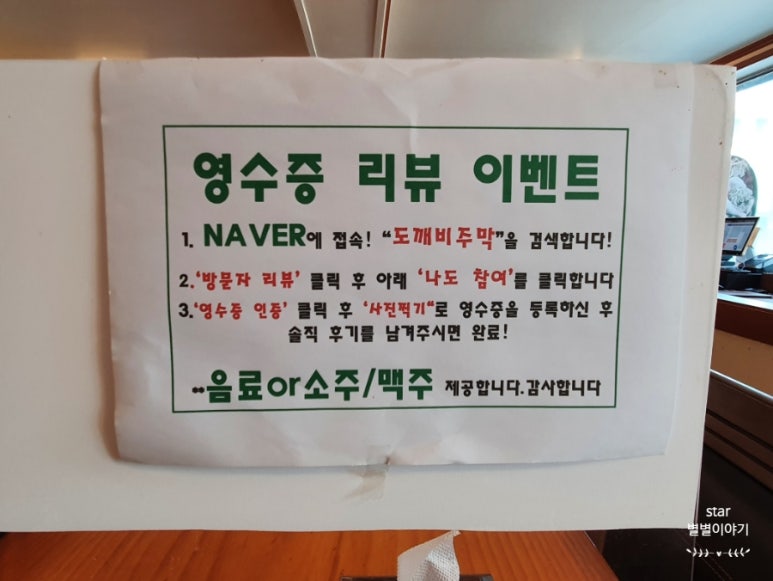 영수증 리뷰 이벤트
1. NAVER에 접속! “도깨비주막”을 검색합니다!
2.‘방문자 리뷰’ 클릭 후 아래 ‘나도 참여’를 클릭합니다
3.‘영수증 인증’ 클릭 후 ‘사진찍기“로 영수증을 등록하신 후
솔직 후기를 남겨주시면 완료!
**음료or소주/맥주 제공합니다.감사합니다
star
별별이야기